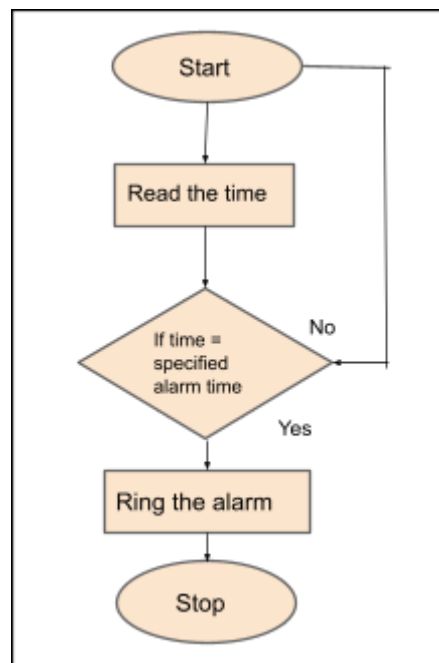 Start
Read the time
If time =
specified
alarm time
No
Yes
Ring the alarm
Stop